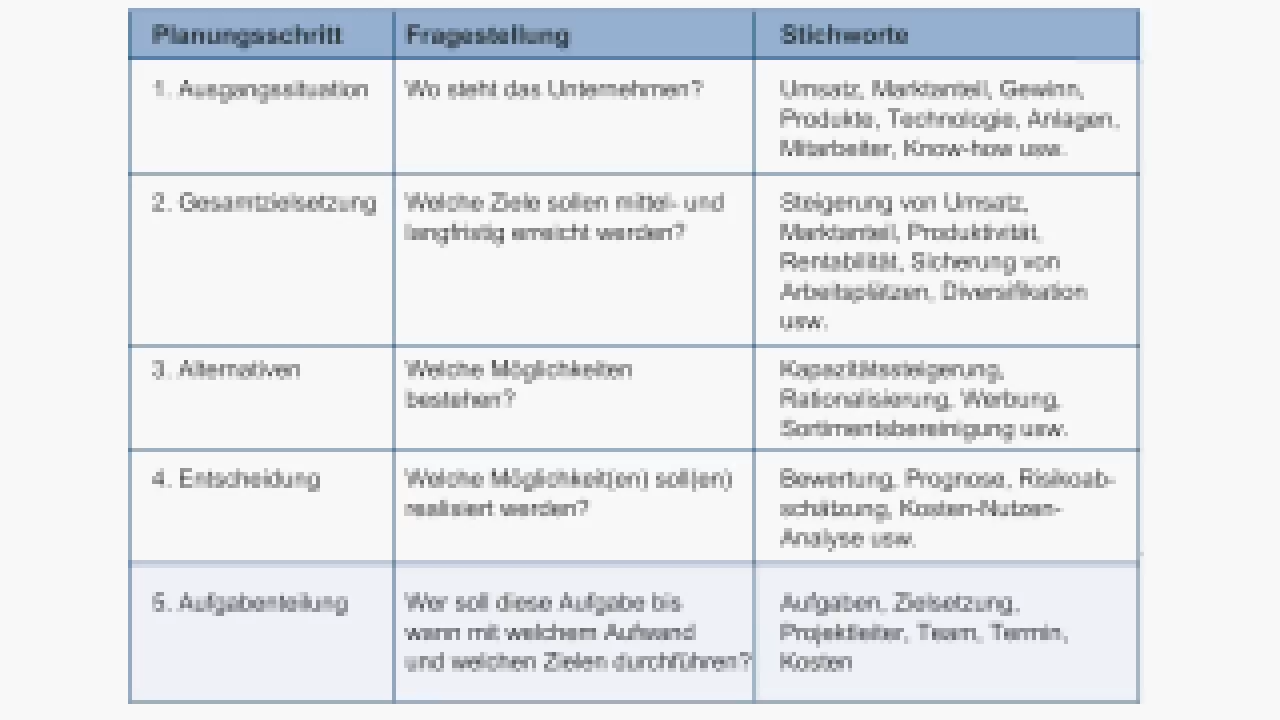 Planungsschritt Fragestellung Stichworte
1. Ausgangssituation Wo steht das Unternehmen? Umsatz, Marktanteil, Gewinn,
Produkte, Technologie, Anlagen,
Mitarbeiter, Know-how usw.
2. Gesamtzielsetzung Welche Ziele sollen mittel- und Steigerung von Umsatz,
langfristig erreicht werden? Marktanteil, Produktivität,
Rentabilität, Sicherung von
Arbeitsplätzen, Diversifikation
usw.
3. Alternativen Welche Möglichkeiten Kapazitätssteigerung,
bestehen? Rationalisierung, Werbung,
Sortimentsbereinigung usw.
4. Entscheidung Welche Möglichkeit(en) soll(en) Bewertung, Prognose, Risikoab-
realisiert werden? schätzung, Kosten-Nutzen-
Analyse usw.
5. Aufgabenteilung Wer soll diese Aufgabe bis Aufgaben, Zielsetzung,
wann mit welchem Aufwand Projektleiter, Team, Termin,
und welchen Zielen durchführen? Kosten